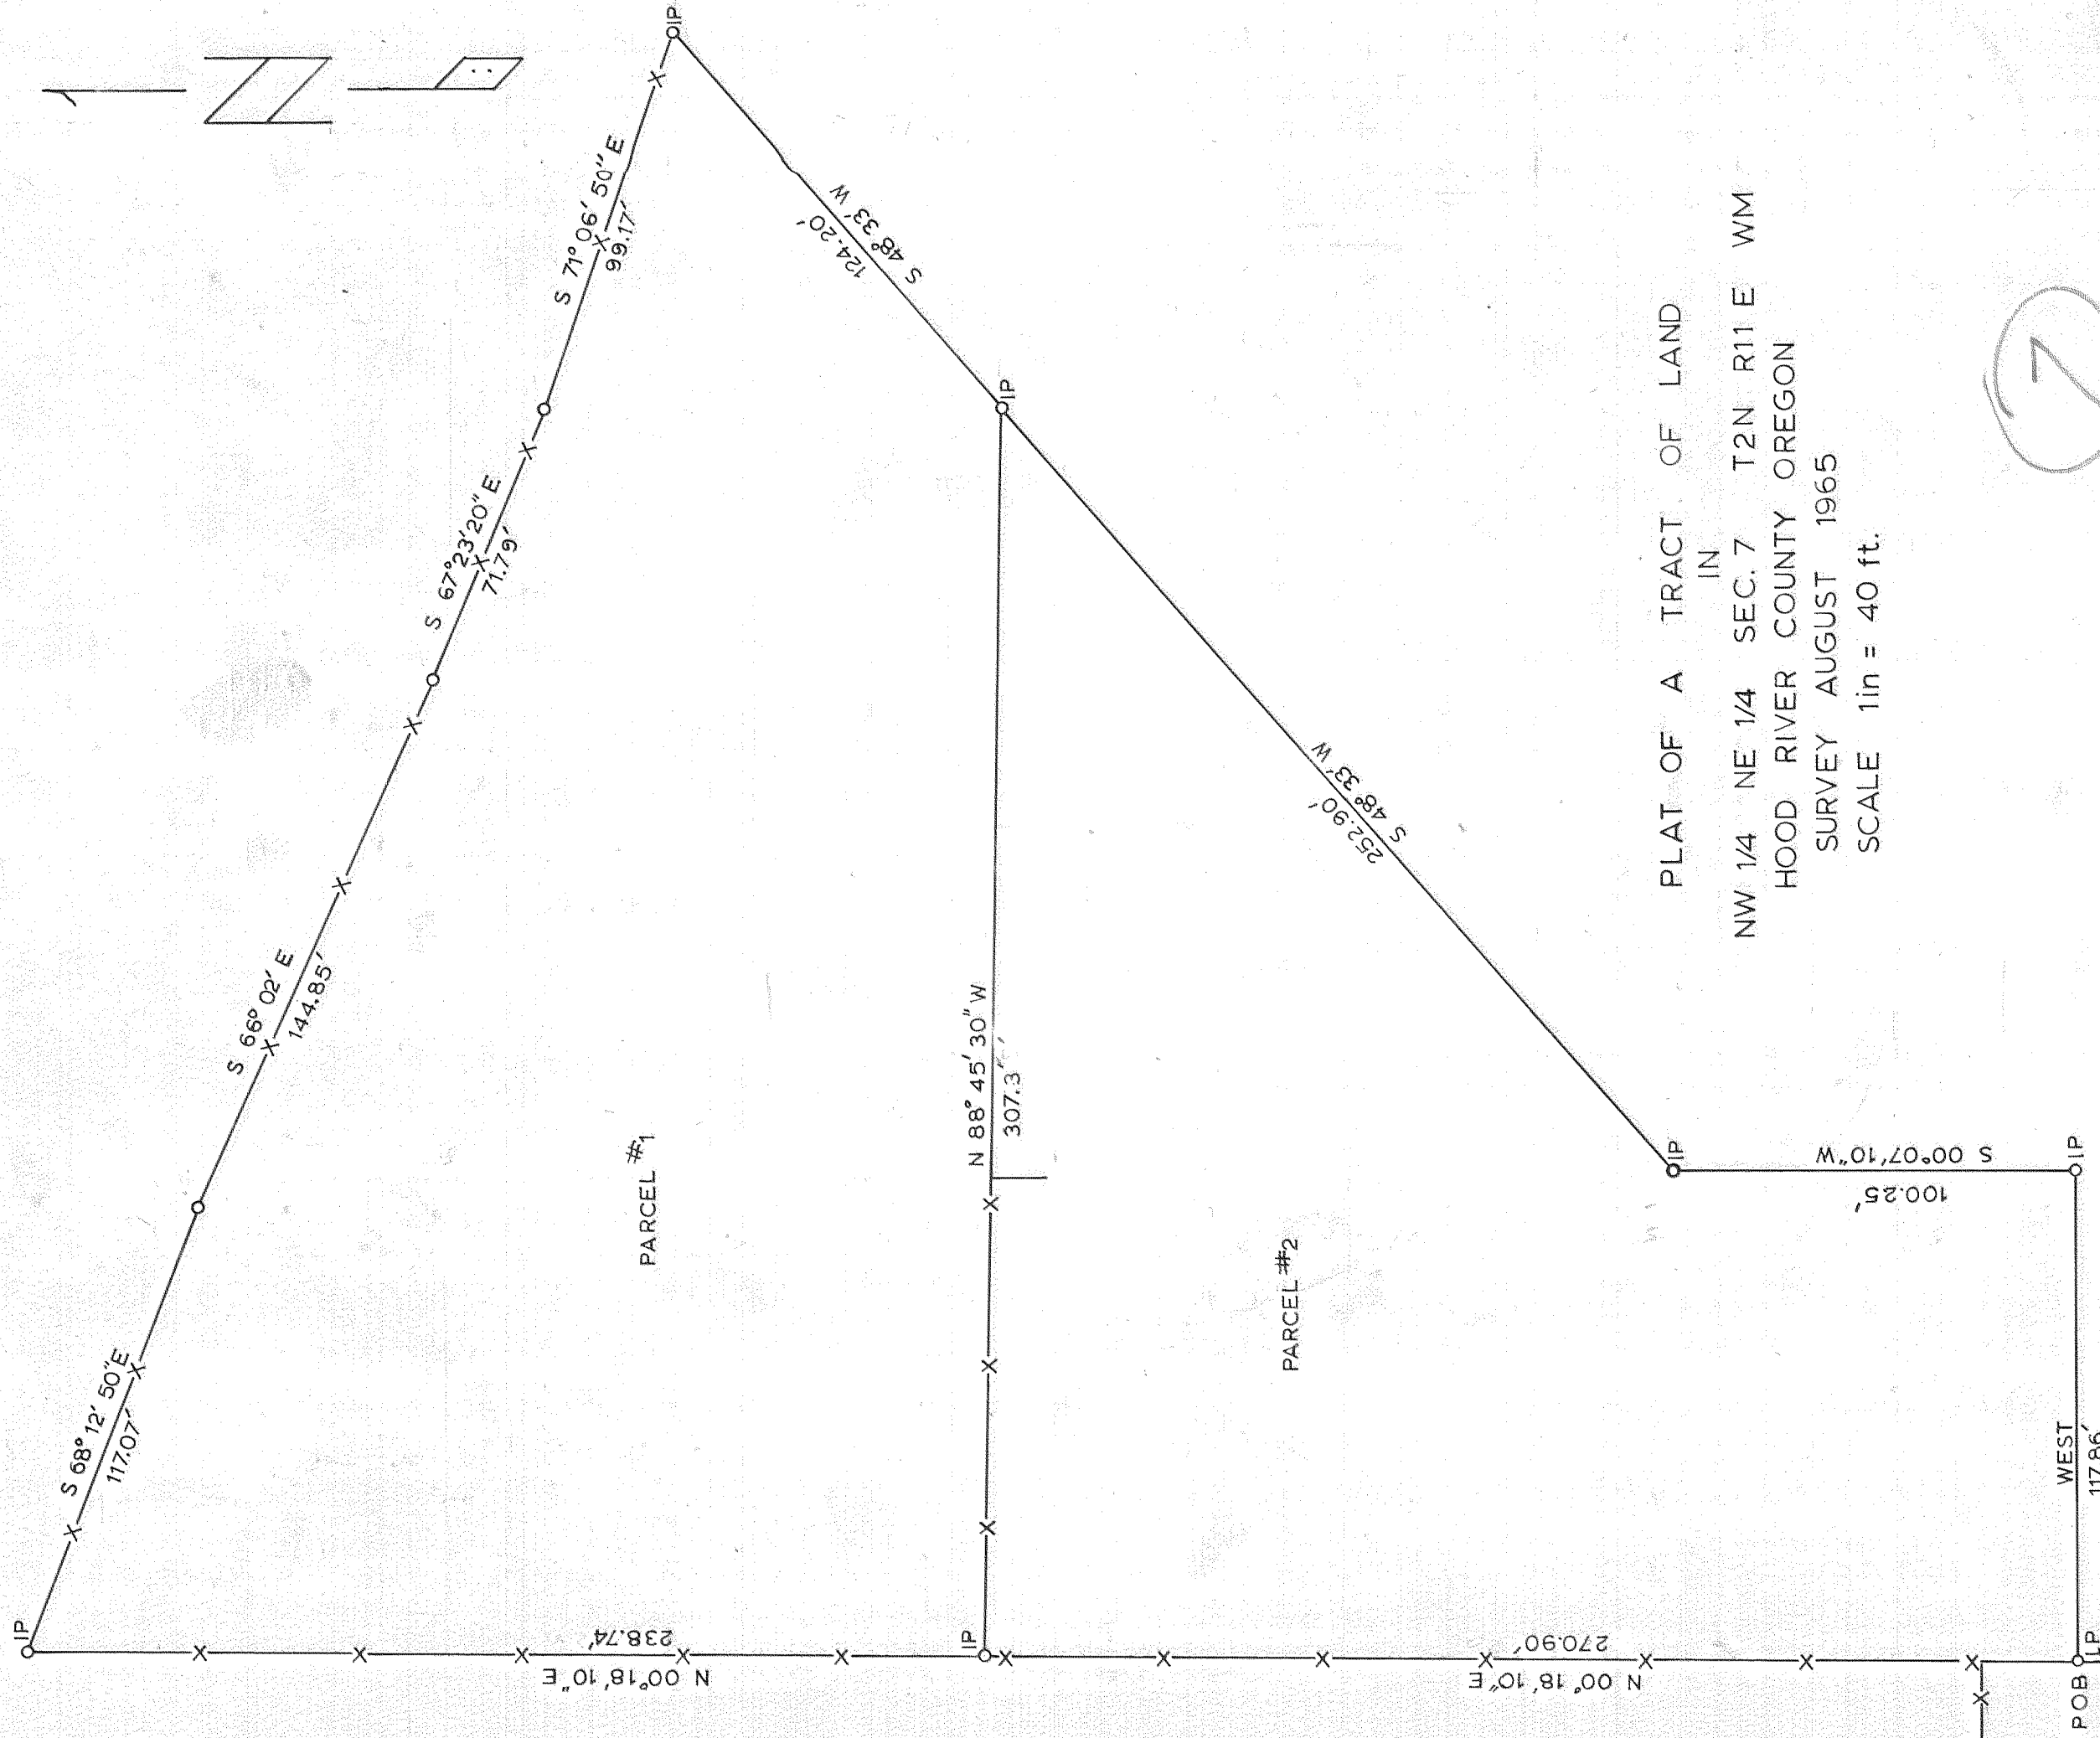 IP
S 68° 12' 50" E
117.07'
S 66° 02' E
144.85'
S 67° 23' 20" E
71.79'
S 71° 06' 50" E
99.17'
IP
124.20'
S 48° 33' W
IP
252.90'
S 48° 33' W
IP
S 00° 07' 10" W
100.25'
IP
WEST
117.86'
POB
IP
270.90'
N 00° 18' 10" E
IP
238.74'
N 00° 18' 10" E
N 88° 45' 30" W
307.3
PARCEL #1
PARCEL #2
PLAT OF A TRACT OF LAND
IN
NW 1/4 NE 1/4 SEC. 7 T2N R11 E WM
HOOD RIVER COUNTY OREGON
SURVEY AUGUST 1965
SCALE 1in = 40 ft.
N
7